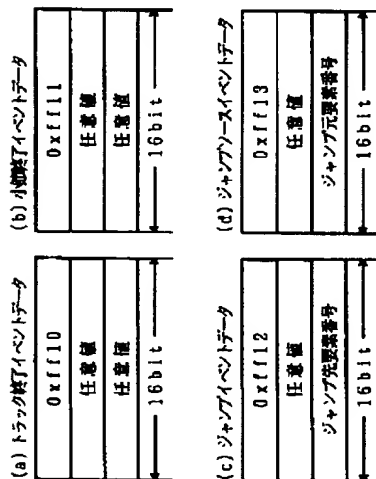 (a) トラック終了イベントデータ
0xff10
任意値
任意値
16bit
(b) 小節終了イベントデータ
0xff11
任意値
任意値
16bit
(c) ジャンプイベントデータ
0xff12
任意値
ジャンプ先要素番号
16bit
(d) ジャンプソースイベントデータ
0xff13
任意値
ジャンプ元要素番号
16bit